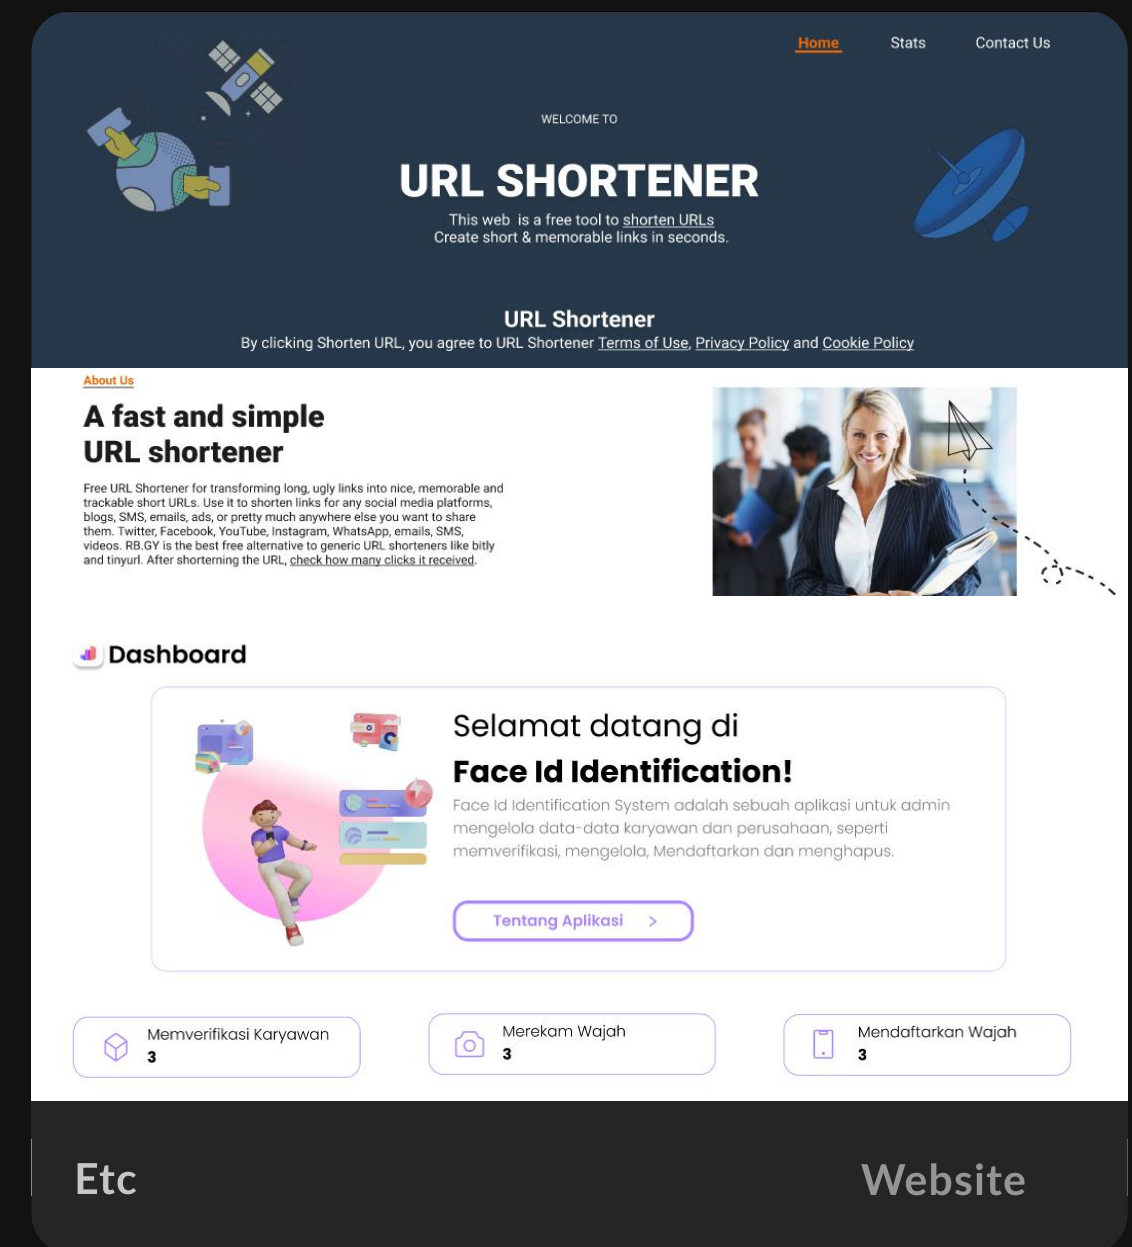 Home Stats Contact Us
WELCOME TO
URL SHORTENER
This web is a free tool to shorten URLs
Create short & memorable links in seconds.
URL Shortener
By clicking Shorten URL, you agree to URL Shortener Terms of Use, Privacy Policy and Cookie Policy
About Us
A fast and simple
URL shortener
Free URL Shortener for transforming long, ugly links into nice, memorable and
trackable short URLs. Use it to shorten links for any social media platforms,
blogs, SMS, emails, ads, or pretty much anywhere else you want to share
them. Twitter, Facebook, YouTube, Instagram, WhatsApp, emails, SMS,
videos. RB.GY is the best free alternative to generic URL shorteners like bitly
and tinyurl. After shorterning the URL, check how many clicks it received.
Dashboard
Selamat datang di
Face Id Identification!
Face Id Identification System adalah sebuah aplikasi untuk admin
mengelola data-data karyawan dan perusahaan, seperti
memverifikasi, mengelola, Mendaftarkan dan menghapus.
Tentang Aplikasi >
Memverifikasi Karyawan
3
Merekam Wajah
3
Mendaftarkan Wajah
3
Etc Website